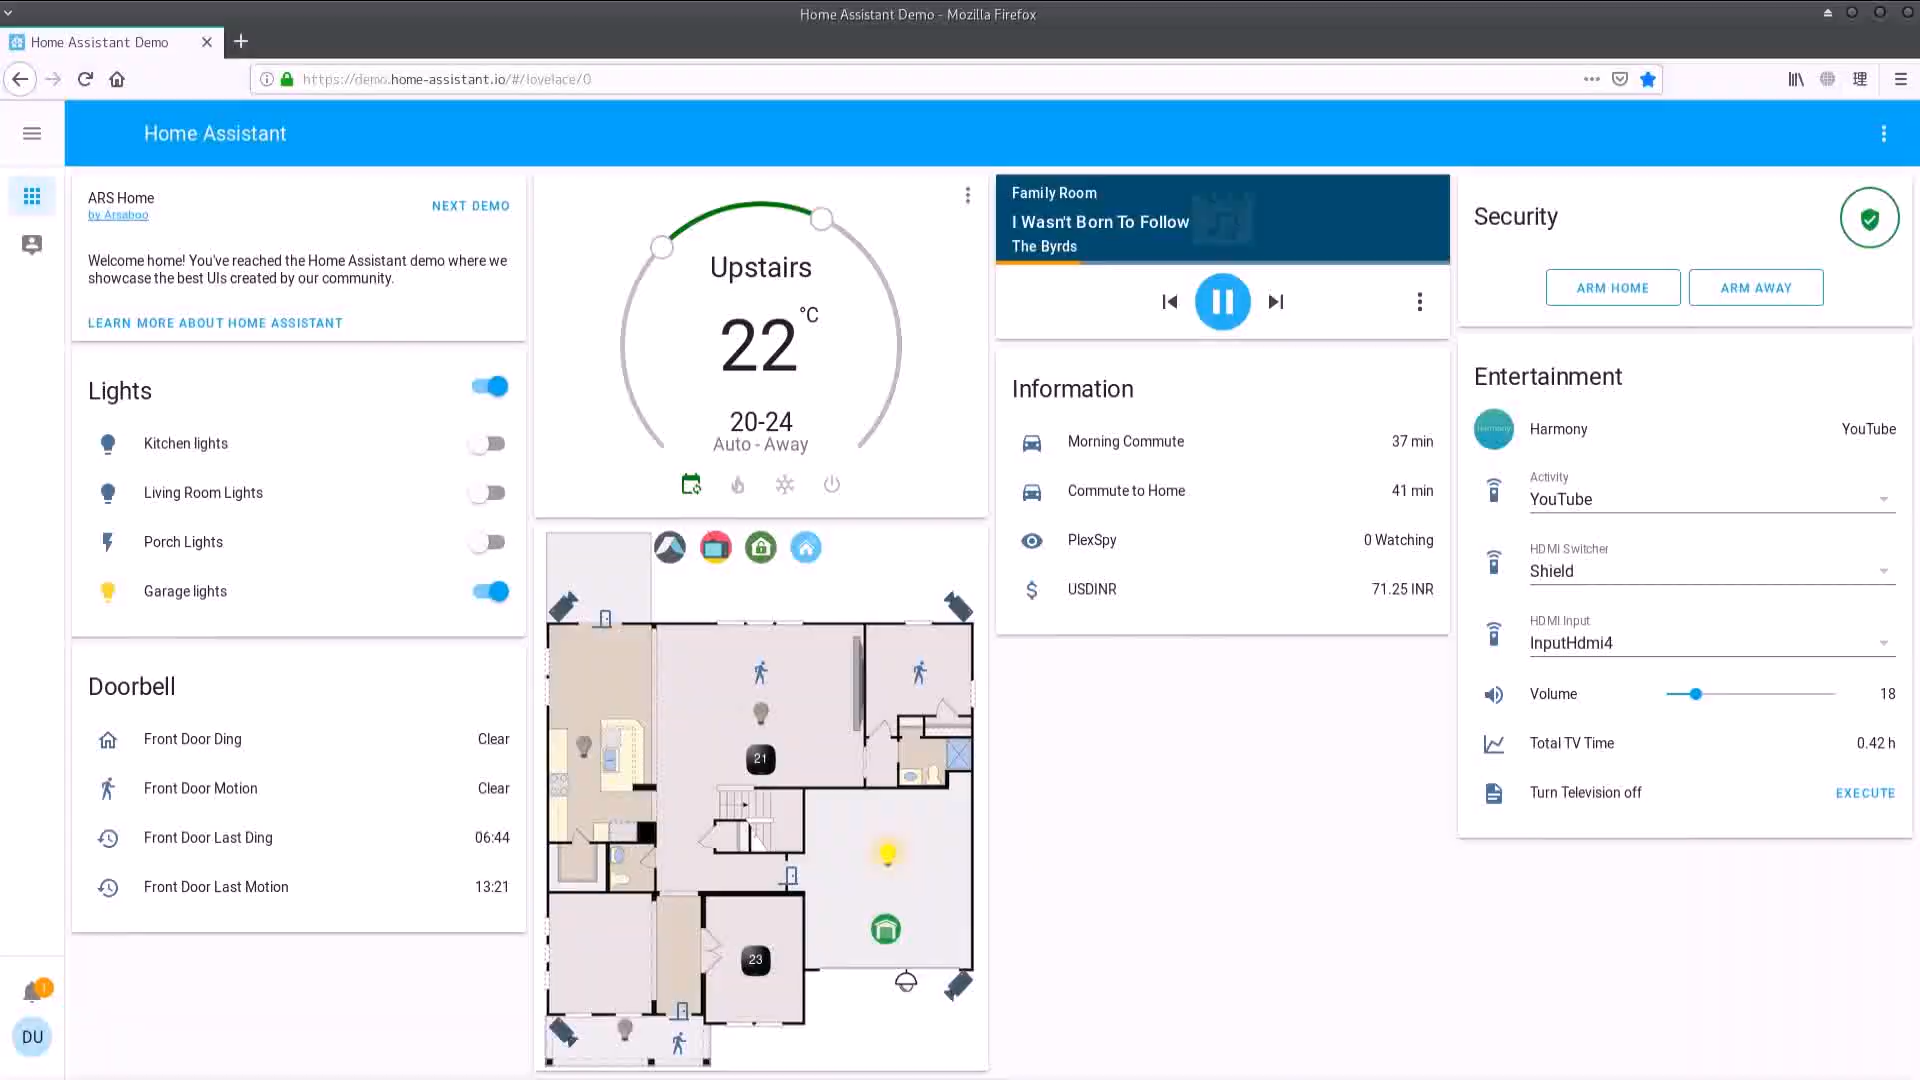 Home Assistant Demo - Mozilla Firefox
Home Assistant Demo
https://demo.home-assistant.io/#/lovelace/0
理
Home Assistant
ARS Home
by Arsaboo
NEXT DEMO
Welcome home! You've reached the Home Assistant demo where we
showcase the best UIs created by our community.
LEARN MORE ABOUT HOME ASSISTANT
Lights
Kitchen lights
Living Room Lights
Porch Lights
Garage lights
Doorbell
Front Door Ding Clear
Front Door Motion Clear
Front Door Last Ding 06:44
Front Door Last Motion 13:21
1
DU
Upstairs
22 °C
20-24
Auto - Away
21
23
Family Room
I Wasn't Born To Follow
The Byrds
Information
Morning Commute 37 min
Commute to Home 41 min
PlexSpy 0 Watching
USDINR 71.25 INR
Security
ARM HOME ARM AWAY
Entertainment
Harmony Harmony YouTube
Activity
YouTube
HDMI Switcher
Shield
HDMI Input
InputHdmi4
Volume 18
Total TV Time 0.42 h
Turn Television off EXECUTE